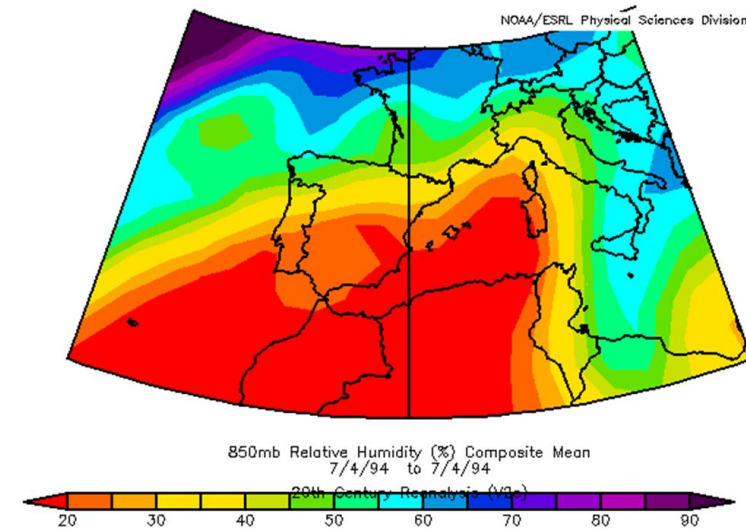 NOAA/ESRL Physical Sciences Division
850mb Relative Humidity (%) Composite Mean
7/4/94 to 7/4/94
20th Century Reanalysis (V2c)
20 30 40 50 60 70 80 90